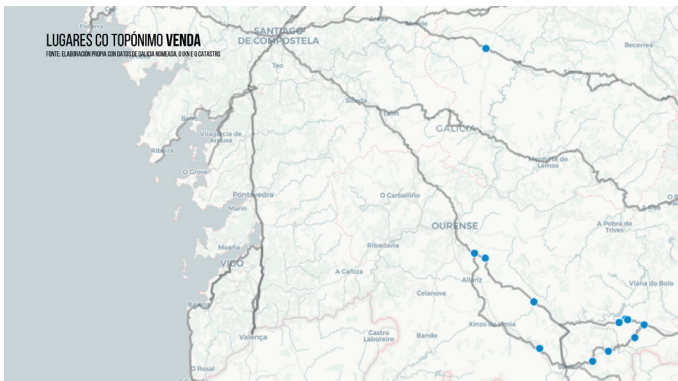 LUGARES CO TOPÓNIMO VENDA
FONTE: ELABORACIÓN PROPIA CON DATOS DE GALICIA NOMEADA, O IXN E O CATASTRO
SANTIAGO
DE COMPOSTELA
Becerreá
Teo
Vilagarcía de
Arousa
Ribeira
GALICIA
Monforte de
Lemos
O Grove
Pontevedra
Marín
O Carballiño
OURENSE
A Pobra de
Trives
Moaña
VIGO
Ribadavia
A Cañiza
Allariz
Viana do Bolo
Celanova
Xinzo de Limia
Castro
Laboreiro
Bande
Valença
O Rosal